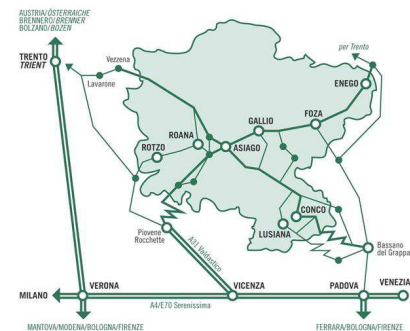 AUSTRIA/ÖSTERRAICHE
BRENNERO/BRENNER
BOLZANO/BOZEN
TRENTO
TRIENT
Vezzena
Lavarone
per Trento
ENEGO
FOZA
GALLIO
ROANA
ASIAGO
ROTZO
CONCO
LUSIANA
Piovene
Rocchette
A31 Valdastico
Bassano
del Grappa
MILANO
VERONA
VICENZA
PADOVA
VENEZIA
A4/E70 Serenissima
MANTOVA/MODENA/BOLOGNA/FIRENZE
FERRARA/BOLOGNA/FIRENZE